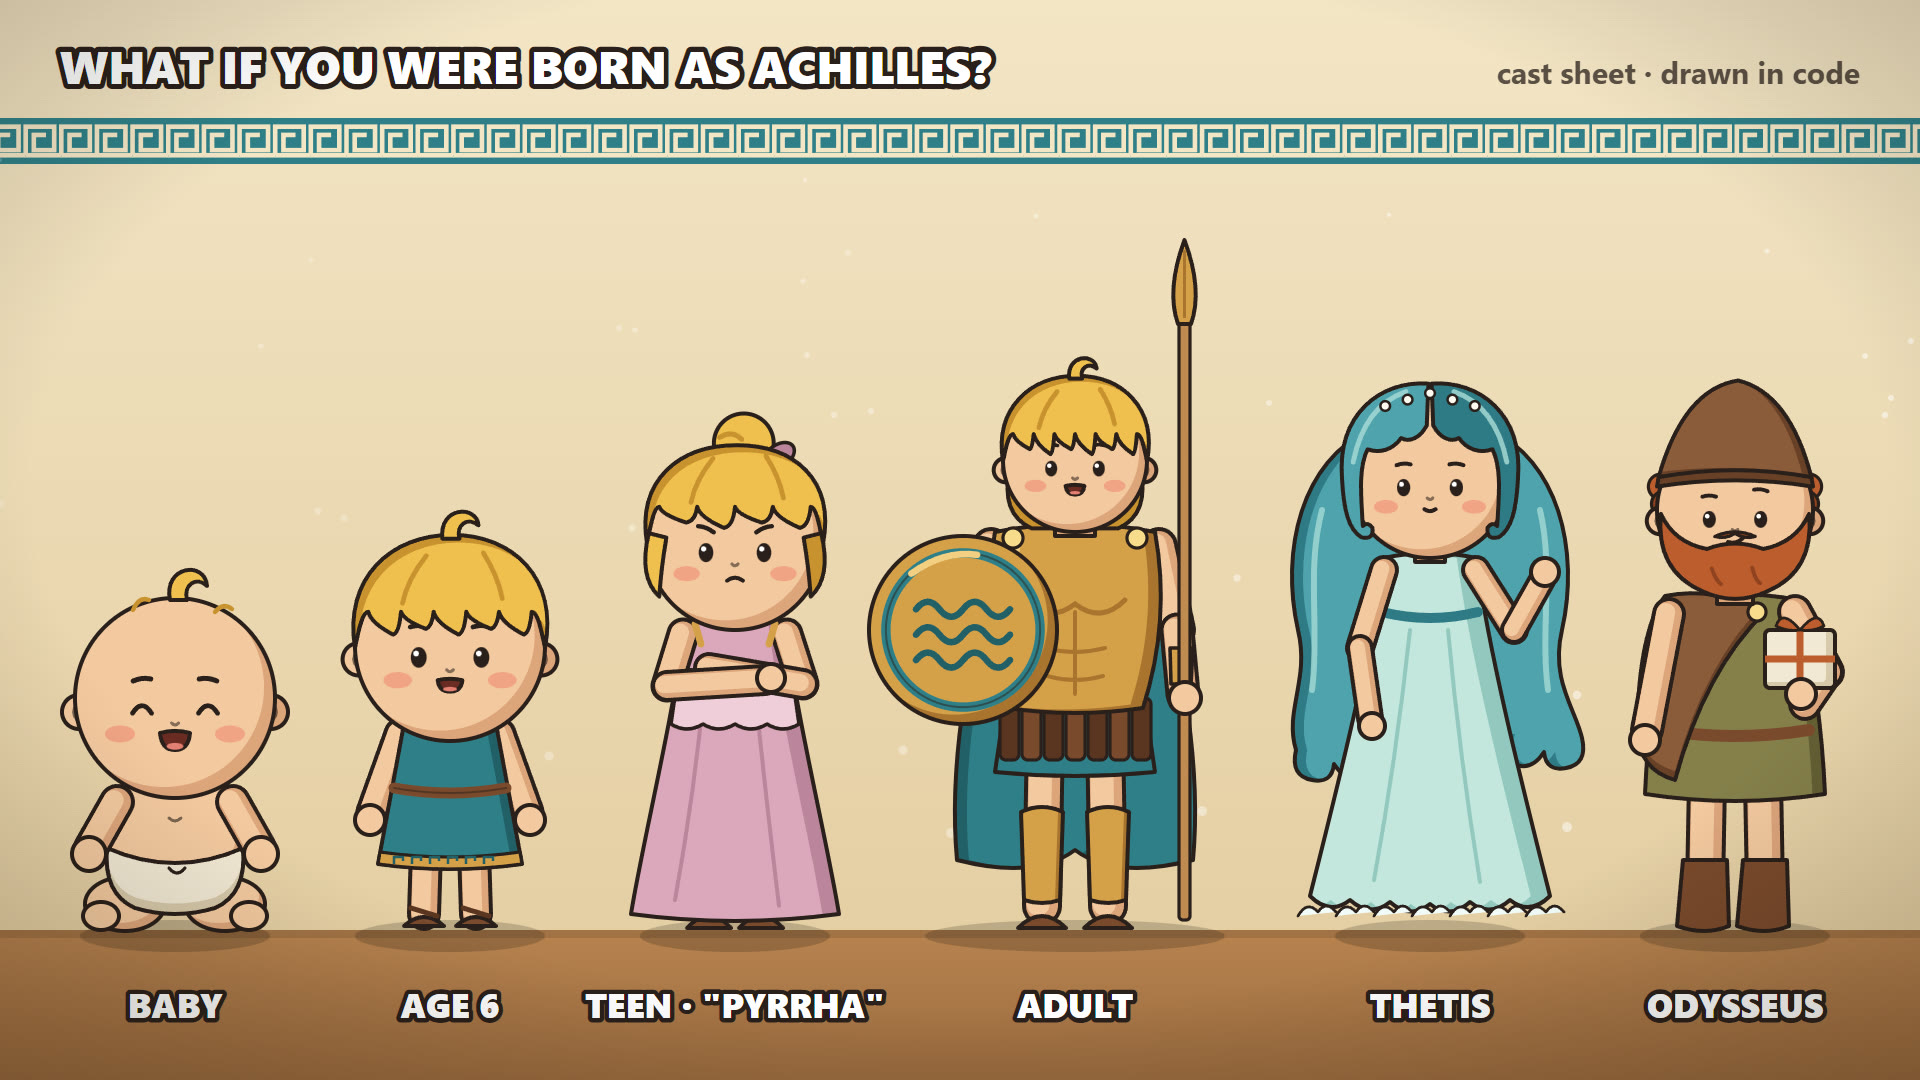 WHAT IF YOU WERE BORN AS ACHILLES?
cast sheet · drawn in code
BABY
AGE 6
TEEN · "PYRRHA"
ADULT
THETIS
ODYSSEUS